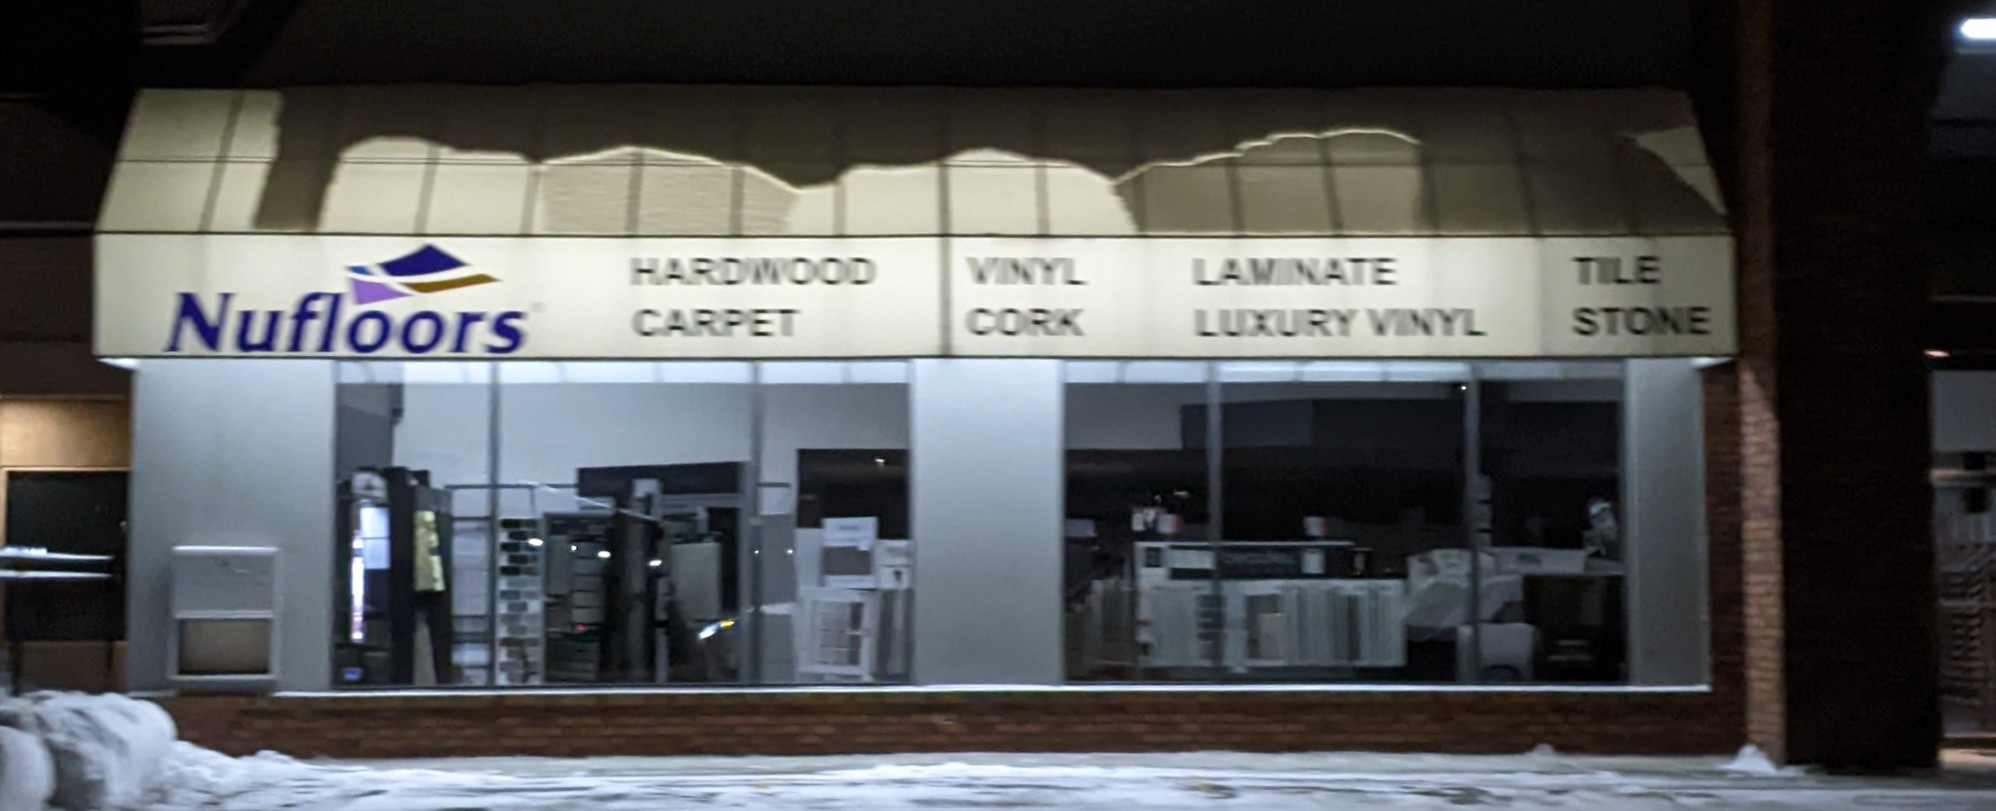 Nufloors
HARDWOOD
CARPET
VINYL
CORK
LAMINATE
LUXURY VINYL
TILE
STONE